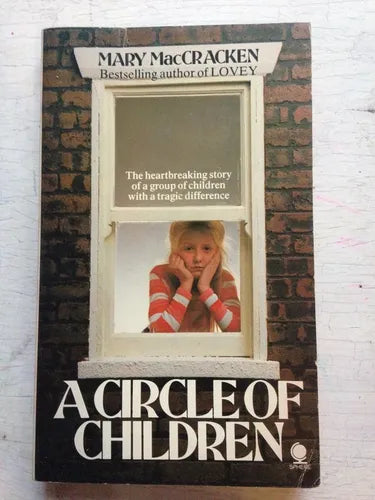 MARY MacCRACKEN
Bestselling author of LOVEY
The heartbreaking story
of a group of children
with a tragic difference
A CIRCLE OF
CHILDREN
SPHERE